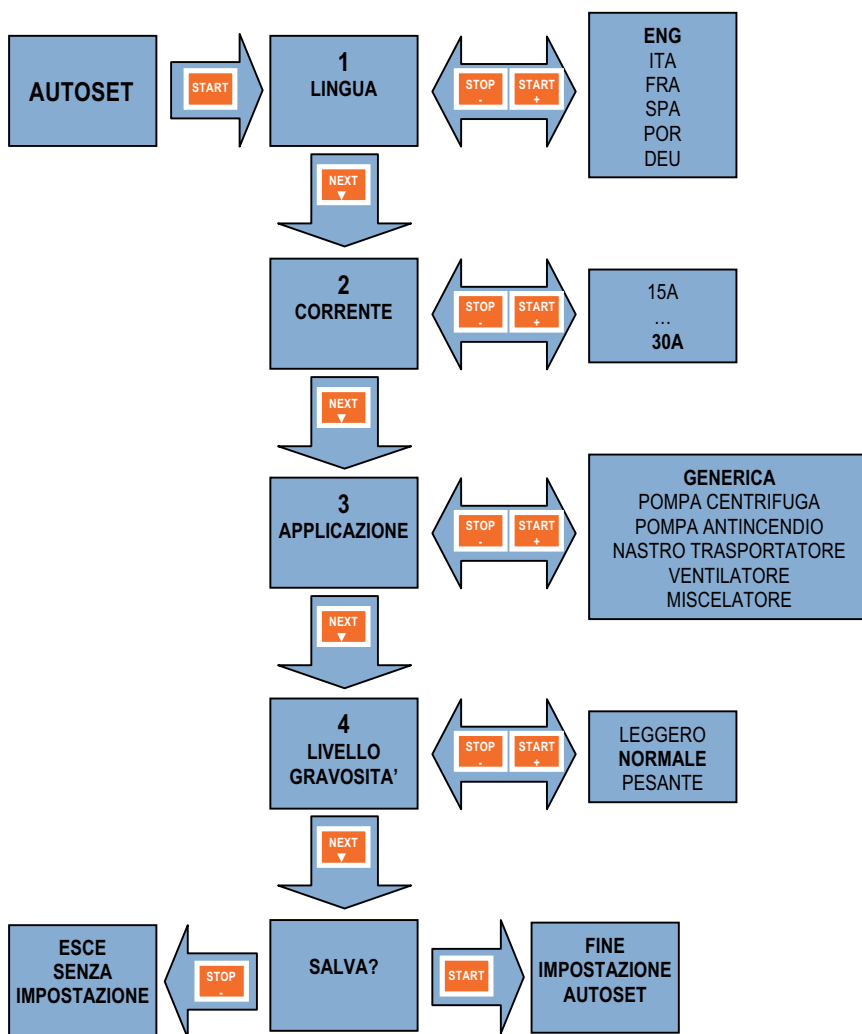 AUTOSET
START
1
LINGUA
STOP
-
START
+
ENG
ITA
FRA
SPA
POR
DEU
NEXT
▼
2
CORRENTE
STOP
-
START
+
15A
...
30A
NEXT
▼
3
APPLICAZIONE
STOP
-
START
+
GENERICA
POMPA CENTRIFUGA
POMPA ANTINCENDIO
NASTRO TRASPORTATORE
VENTILATORE
MISCELATORE
NEXT
▼
4
LIVELLO
GRAVOSITA’
STOP
-
START
+
LEGGERO
NORMALE
PESANTE
NEXT
▼
ESCE
SENZA
IMPOSTAZIONE
STOP
-
SALVA?
START
FINE
IMPOSTAZIONE
AUTOSET